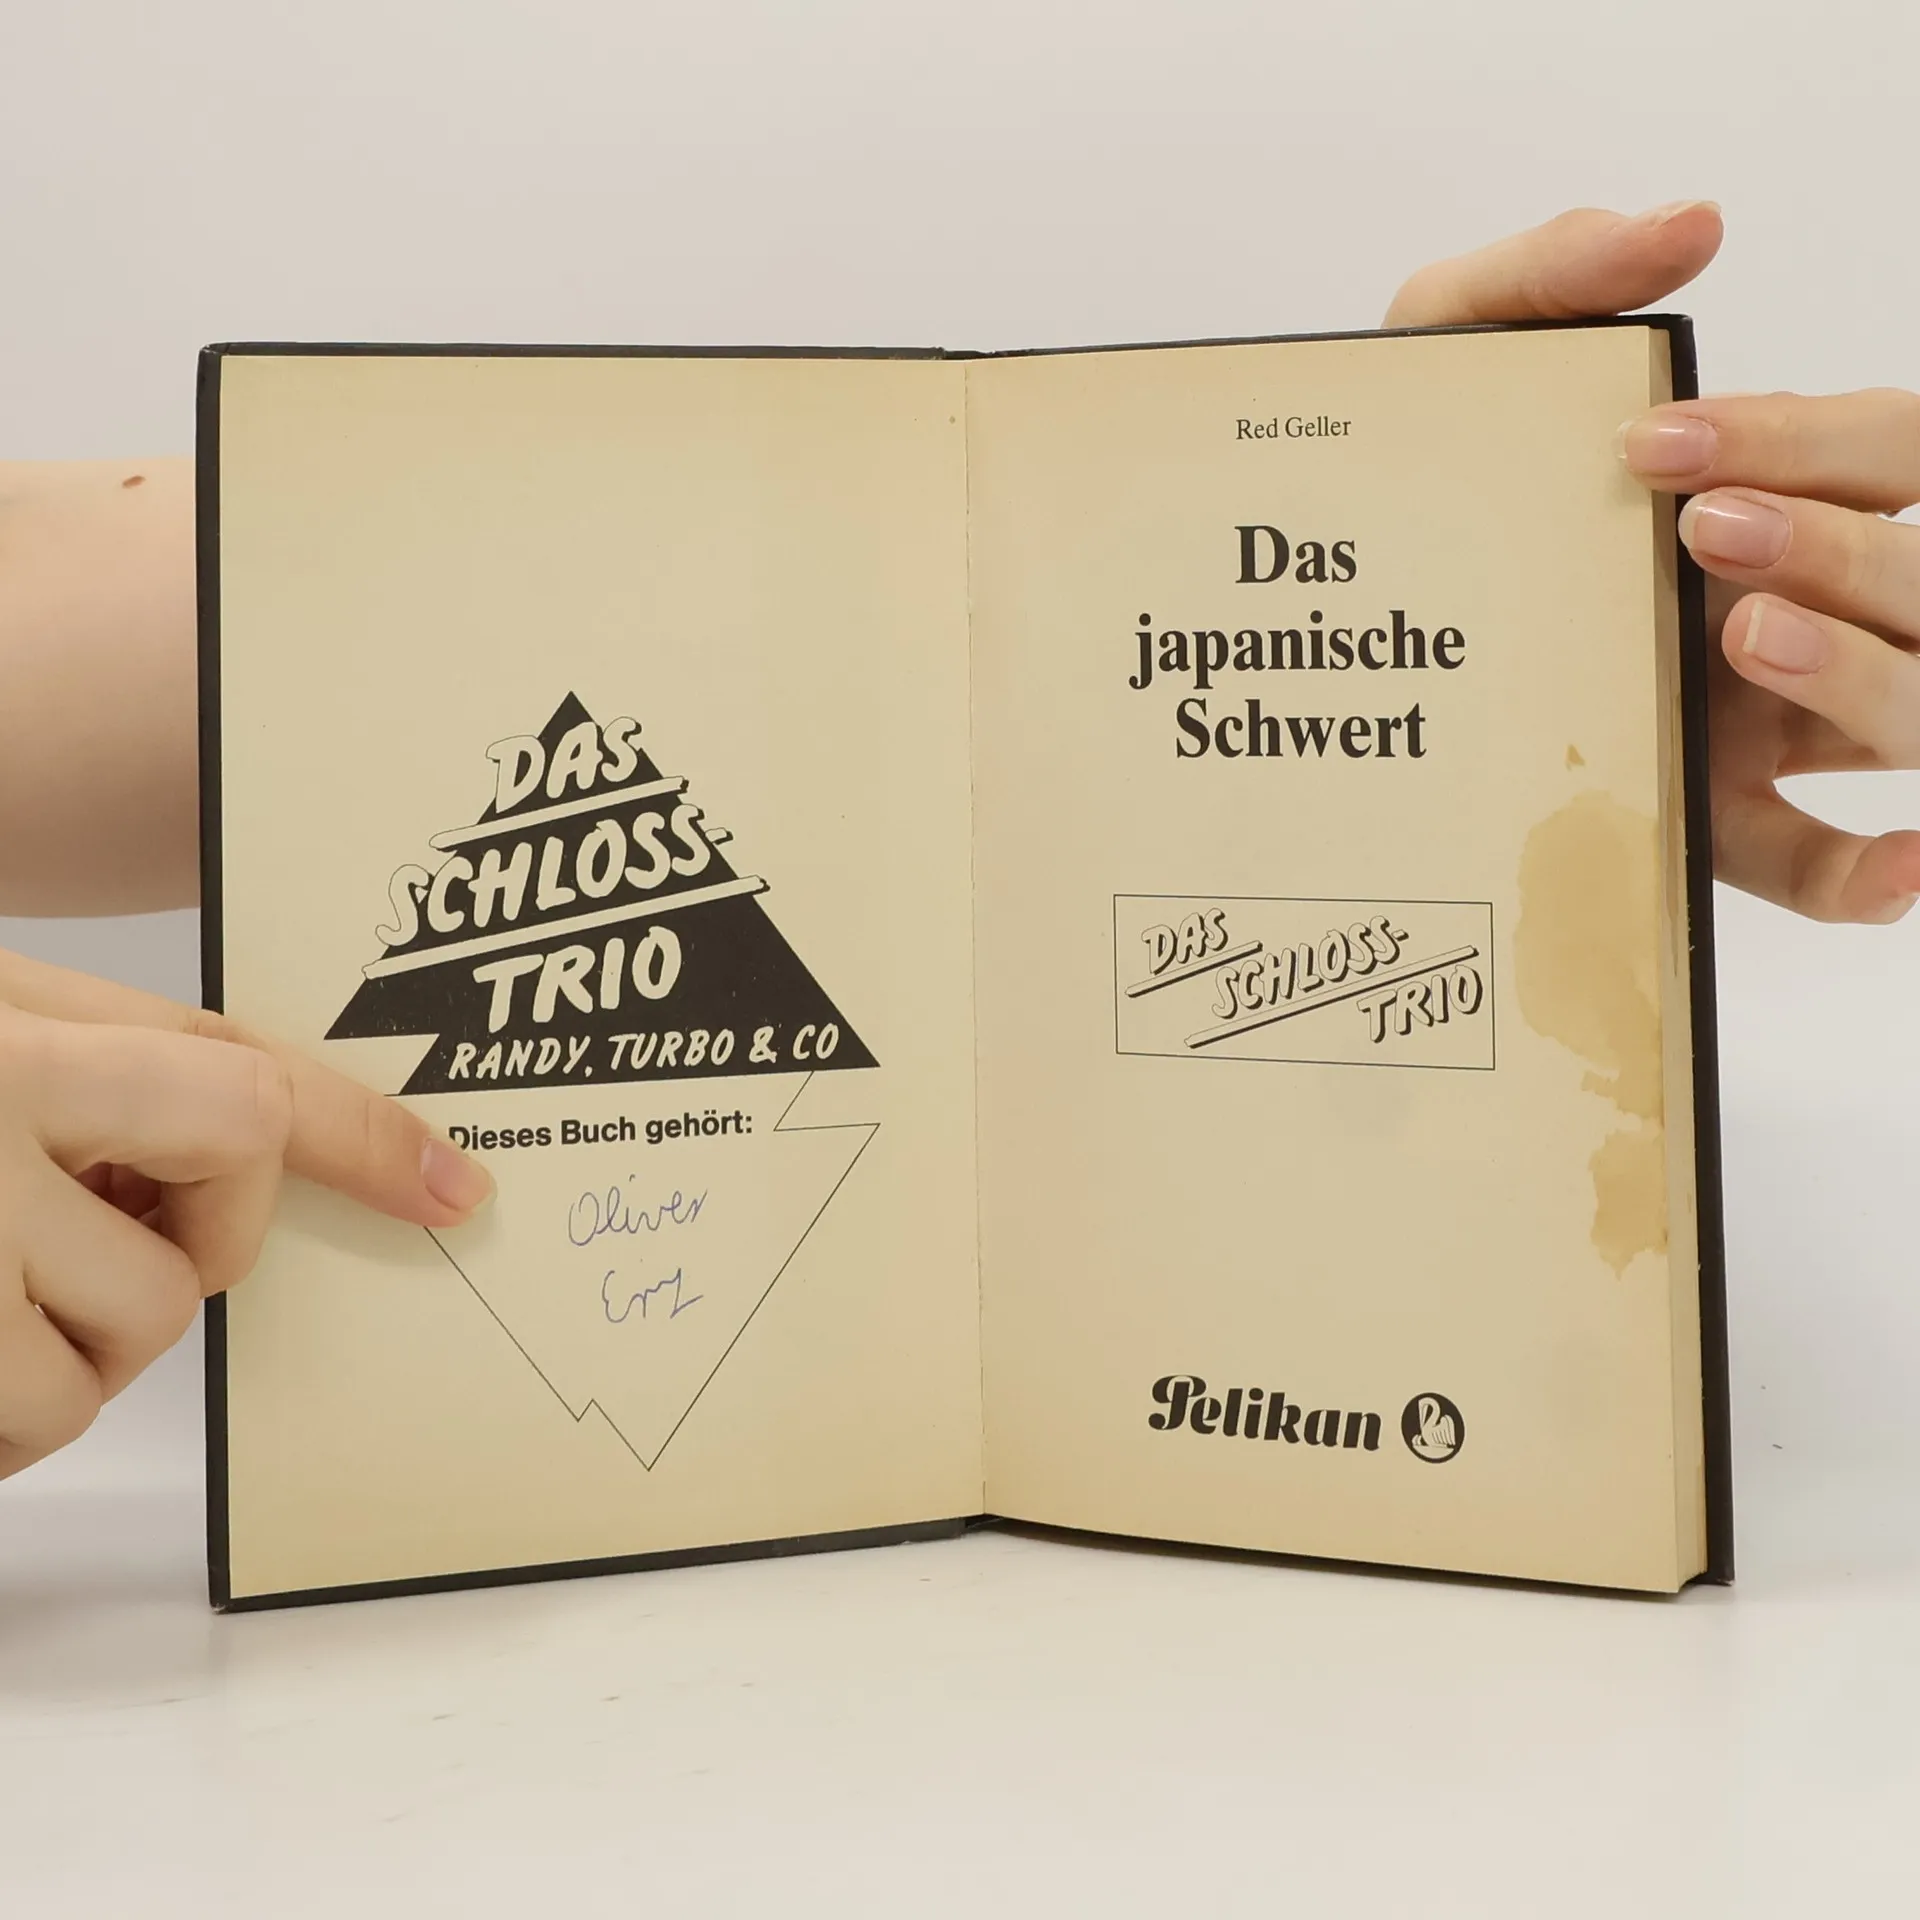 DAS
SCHLOSS-
TRIO
RANDY, TURBO & CO
Dieses Buch gehört:
Oliver
Red Geller
Das
japanische
Schwert
DAS
SCHLOSS-
TRIO
Pelikan